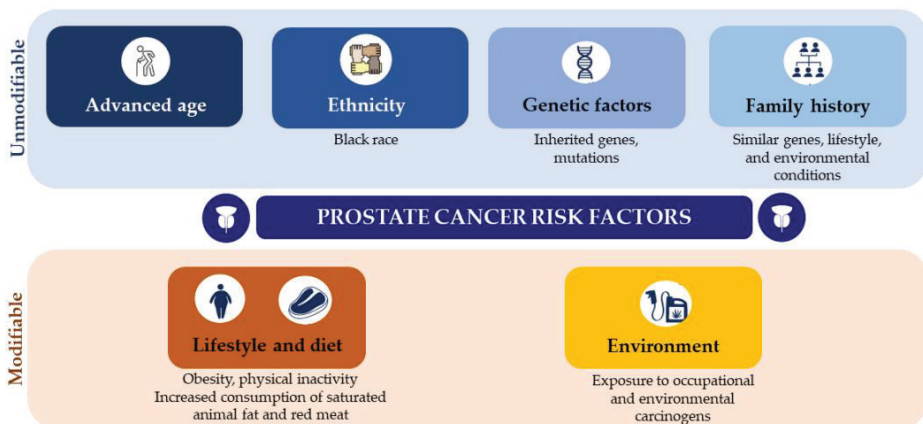 Unmodifiable
Advanced age
Ethnicity
Black race
Genetic factors
Inherited genes,
mutations
Family history
Similar genes, lifestyle,
and environmental
conditions
PROSTATE CANCER RISK FACTORS
Modifiable
Lifestyle and diet
Obesity, physical inactivity
Increased consumption of saturated
animal fat and red meat
Environment
Exposure to occupational
and environmental
carcinogens